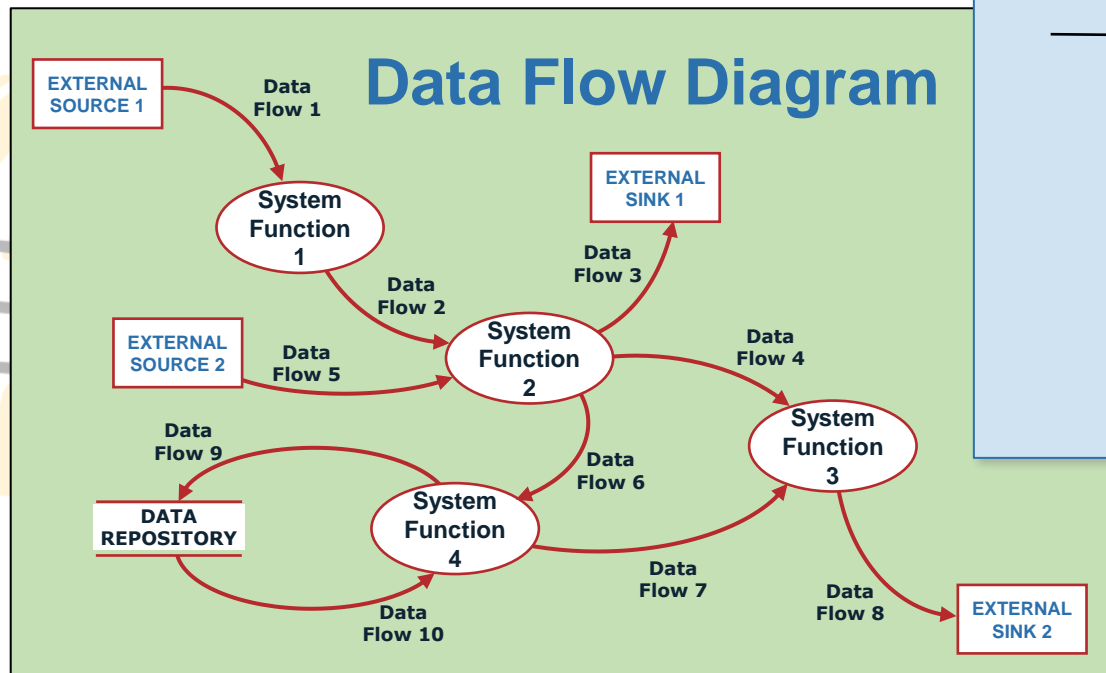 Data Flow Diagram
EXTERNAL
SOURCE 1
Data
Flow 1
System
Function
1
EXTERNAL
SINK 1
Data
Flow 2
Data
Flow 3
EXTERNAL
SOURCE 2
Data
Flow 5
System
Function
2
Data
Flow 4
Data
Flow 9
Data
Flow 6
System
Function
3
DATA
REPOSITORY
System
Function
4
Data
Flow 10
Data
Flow 7
Data
Flow 8
EXTERNAL
SINK 2